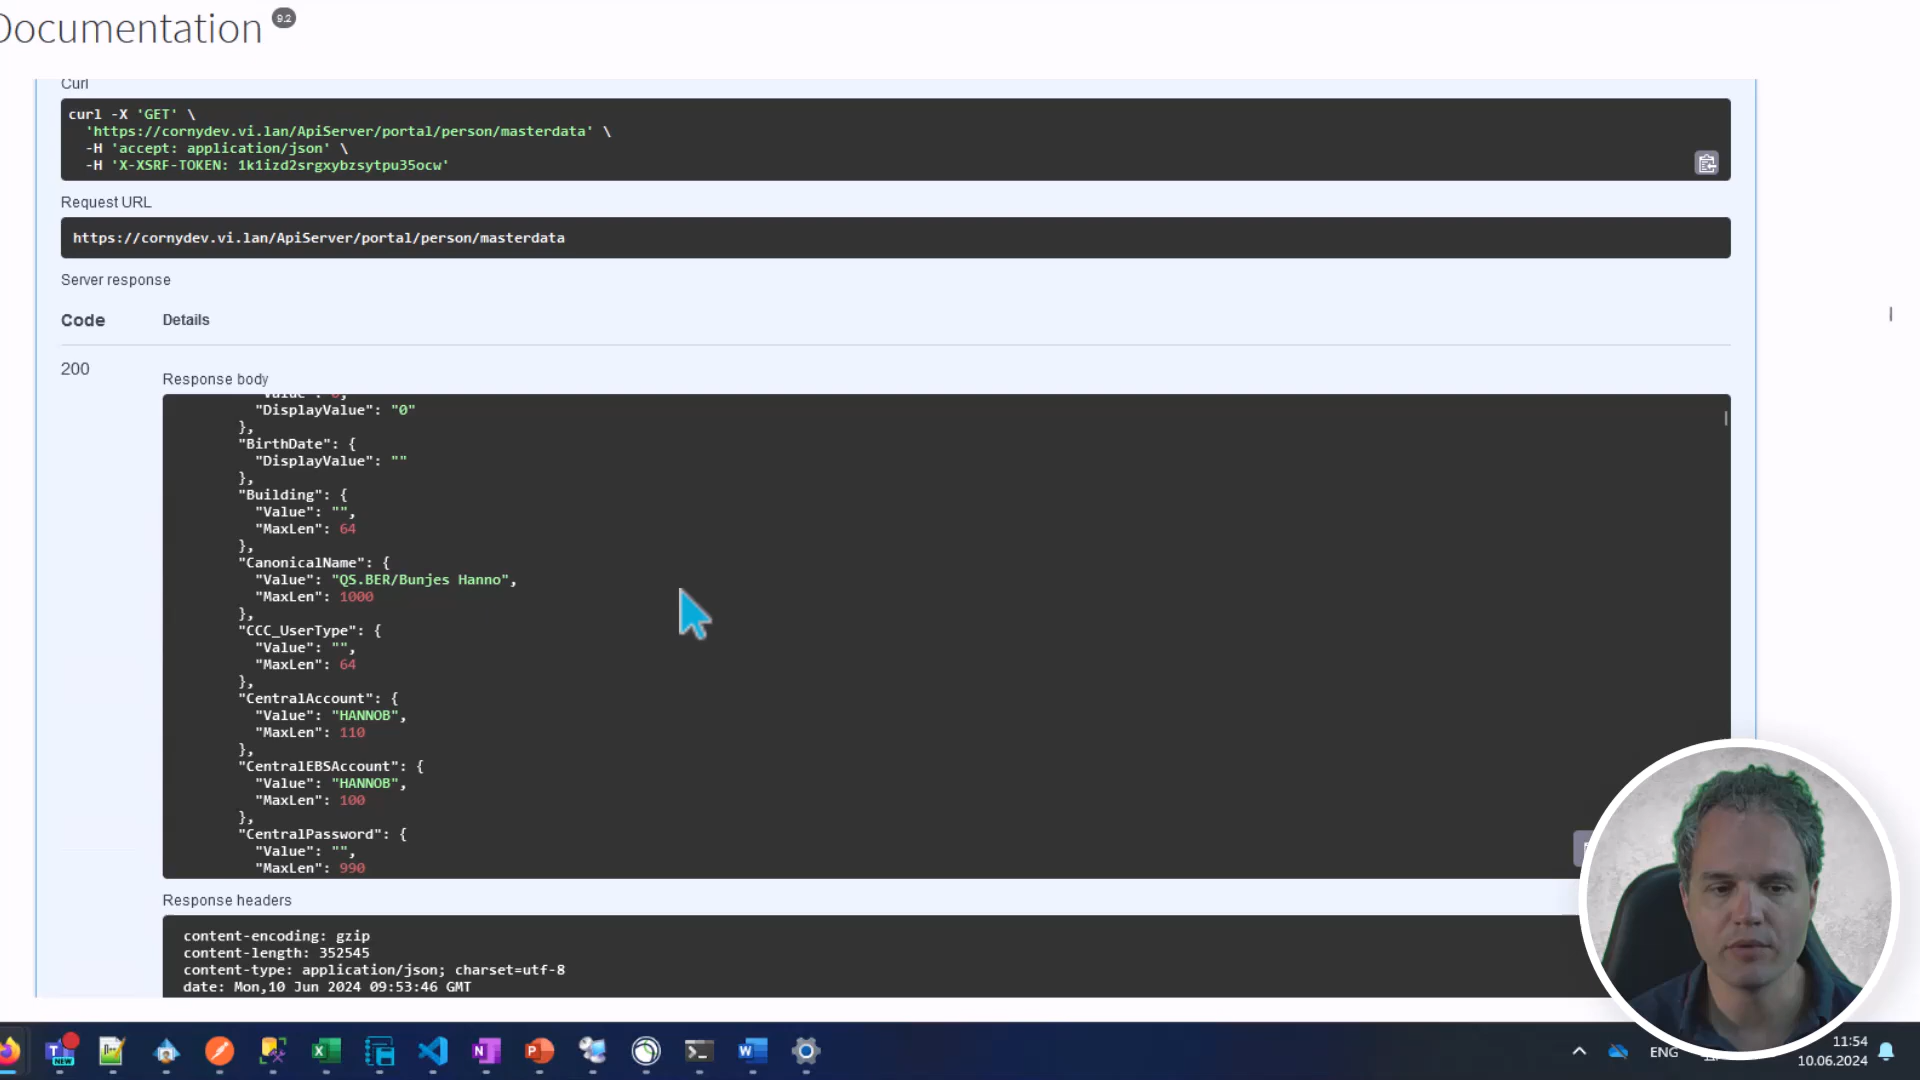 Documentation 9.2
Curl
curl -X 'GET' \
'https://cornydev.vi.lan/ApiServer/portal/person/masterdata' \
-H 'accept: application/json' \
-H 'X-XSRF-TOKEN: 1k1izd2srgxybzsytpu35ocw'
Request URL
https://cornydev.vi.lan/ApiServer/portal/person/masterdata
Server response
Code Details
200
Response body
"DisplayValue": "0"
},
"BirthDate": {
"DisplayValue": ""
},
"Building": {
"Value": "",
"MaxLen": 64
},
"CanonicalName": {
"Value": "QS.BER/Bunjes Hanno",
"MaxLen": 1000
},
"CCC_UserType": {
"Value": "",
"MaxLen": 64
},
"CentralAccount": {
"Value": "HANNOB",
"MaxLen": 110
},
"CentralEBSAccount": {
"Value": "HANNOB",
"MaxLen": 100
},
"CentralPassword": {
"Value": "",
"MaxLen": 990
Response headers
content-encoding: gzip
content-length: 352545
content-type: application/json; charset=utf-8
date: Mon,10 Jun 2024 09:53:46 GMT
NEW
ENG
11:54
10.06.2024